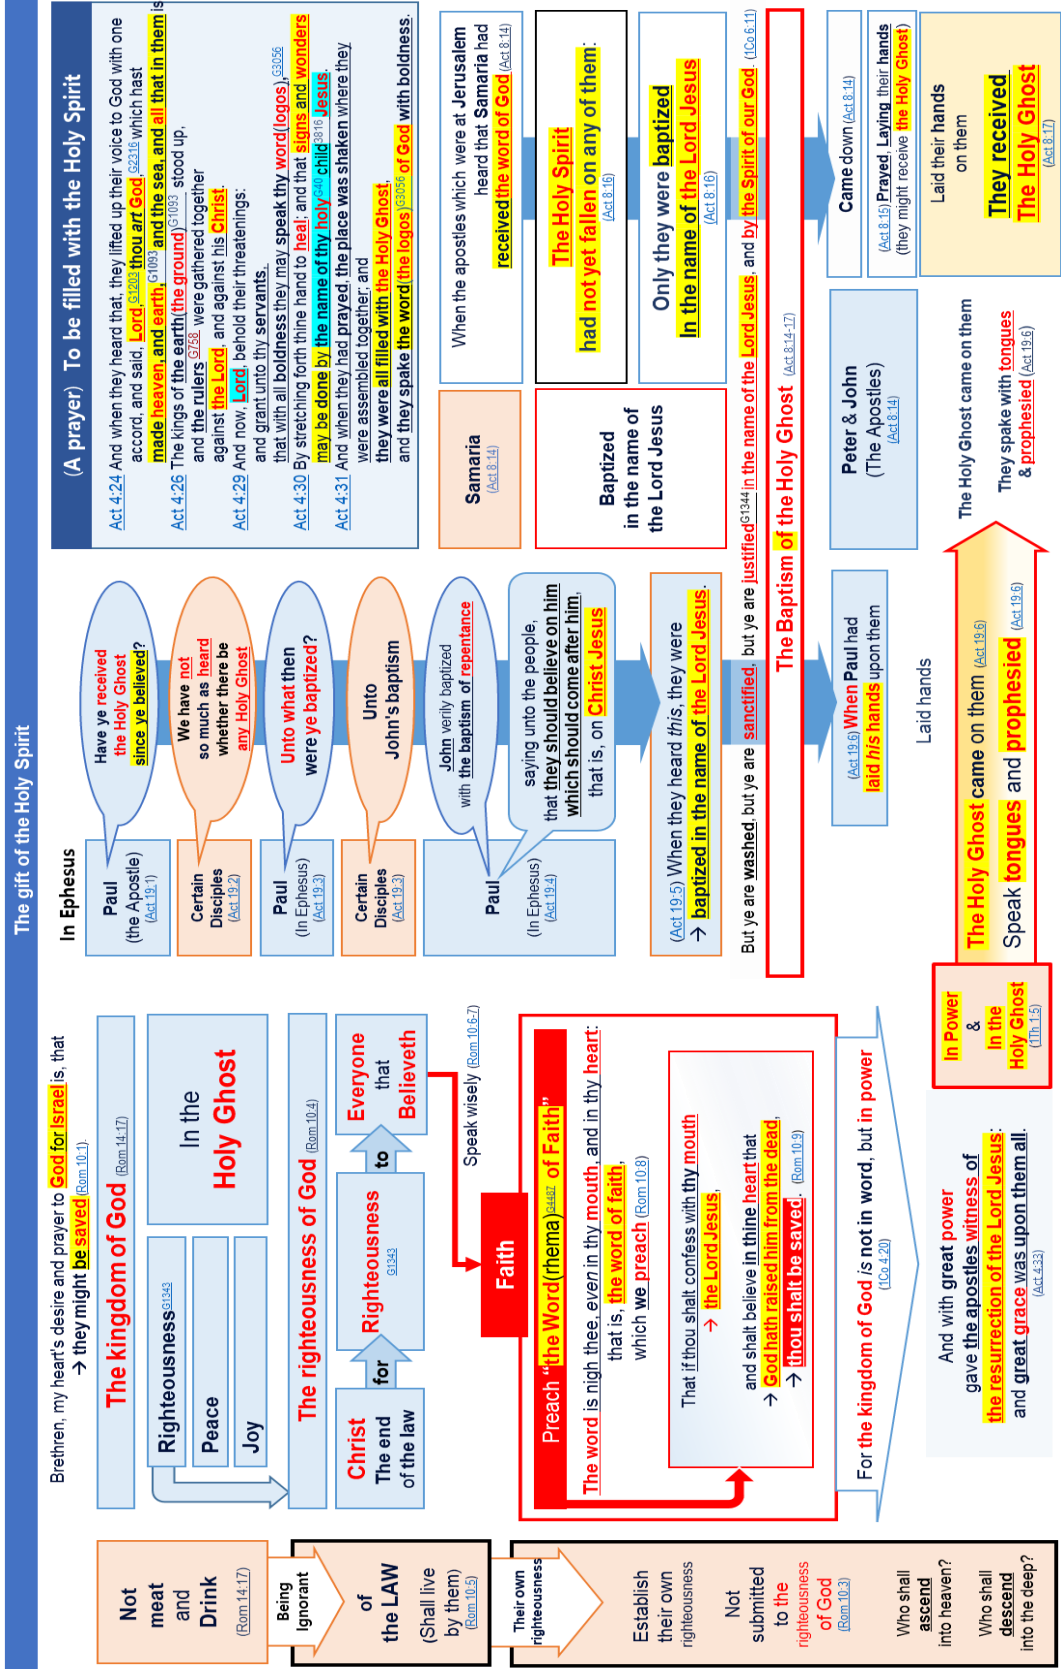 The gift of the Holy Spirit
Not
meat
and
Drink
(Rom 14:17)
Being
Ignorant
of
the LAW
(Shall live
by them)
(Rom 10:5)
Their own
righteousness
Establish
their own
righteousness
Not
submitted
to the
righteousness
of God
(Rom 10:3)
Who shall
ascend
into heaven?
Who shall
descend
into the deep?
Brethren, my heart's desire and prayer to God for Israel is, that
→ they might be saved (Rom 10:1).
The kingdom of God (Rom 14:17)
Righteousness G1343
Peace
Joy
In the
Holy Ghost
The righteousness of God (Rom 10:4)
Christ
The end
of the law
for
Righteousness
G1343
to
Everyone
that
Believeth
Speak wisely (Rom 10:6-7)
Faith
Preach “the Word(rhema)G4487 of Faith”
The word is nigh thee, even in thy mouth, and in thy heart:
that is, the word of faith,
which we preach (Rom 10:8)
That if thou shalt confess with thy mouth
→ the Lord Jesus,
and shalt believe in thine heart that
→ God hath raised him from the dead,
→ thou shalt be saved. (Rom 10:9)
For the kingdom of God is not in word, but in power
(1Co 4:20)
And with great power
gave the apostles witness of
the resurrection of the Lord Jesus:
and great grace was upon them all.
(Act 4:33)
In Power
&
In the
Holy Ghost
(1Th 1:5)
In Ephesus
Paul
(the Apostle)
(Act 19:1)
Have ye received
the Holy Ghost
since ye believed?
Certain
Disciples
(Act 19:2)
We have not
so much as heard
whether there be
any Holy Ghost
Paul
(In Ephesus)
(Act 19:3)
Unto what then
were ye baptized?
Certain
Disciples
(Act 19:3)
Unto
John's baptism
Paul
(In Ephesus)
(Act 19:4)
John verily baptized
with the baptism of repentance
saying unto the people,
that they should believe on him
which should come after him,
that is, on Christ Jesus
(Act 19:5) When they heard this, they were
→ baptized in the name of the Lord Jesus.
But ye are washed, but ye are sanctified, but ye are justified G1344 in the name of the Lord Jesus, and by the Spirit of our God. (1Co 6:11)
The Baptism of the Holy Ghost (Act 8:14-17)
(Act 19:6) When Paul had
laid his hands upon them
Laid hands
The Holy Ghost came on them (Act 19:6)
Speak tongues and prophesied (Act 19:6)
(A prayer) To be filled with the Holy Spirit
Act 4:24 And when they heard that, they lifted up their voice to God with one
accord, and said, Lord,G1203 thou art God,G2316 which hast
made heaven, and earth,G1093 and the sea, and all that in them is
Act 4:26 The kings of the earth(the ground)G1093 stood up,
and the rulers G758 were gathered together
against the Lord, and against his Christ.
Act 4:29 And now, Lord, behold their threatenings:
and grant unto thy servants,
that with all boldness they may speak thy word(logos),G3056
Act 4:30 By stretching forth thine hand to heal; and that signs and wonders
may be done by the name of thy holyG40 child3816 Jesus.
Act 4:31 And when they had prayed, the place was shaken where they
were assembled together; and
they were all filled with the Holy Ghost,
and they spake the word(the logos)G3056 of God with boldness.
Samaria
(Act 8:14)
When the apostles which were at Jerusalem
heard that Samaria had
received the word of God (Act 8:14)
Baptized
in the name of
the Lord Jesus
The Holy Spirit
had not yet fallen on any of them:
(Act 8:16)
Only they were baptized
In the name of the Lord Jesus
(Act 8:16)
Peter & John
(The Apostles)
(Act 8:14)
Came down (Act 8:14)
(Act 8:15) Prayed, Laying their hands
(they might receive the Holy Ghost)
Laid their hands
on them
They received
The Holy Ghost
(Act 8:17)
The Holy Ghost came on them
They spake with tongues
& prophesied (Act 19:6)